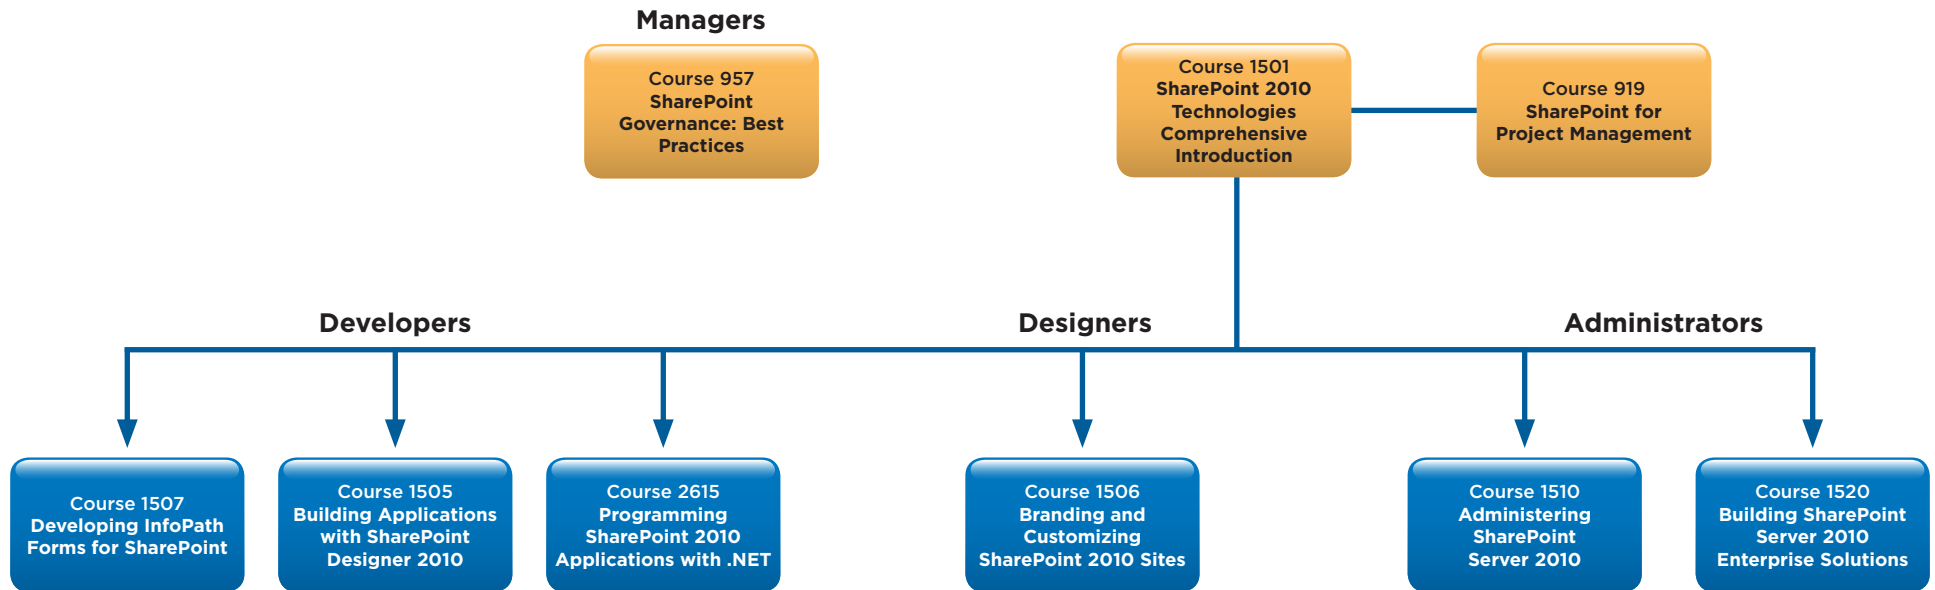 Managers
Course 957
SharePoint
Governance: Best
Practices
Course 1501
SharePoint 2010
Technologies
Comprehensive
Introduction
Course 919
SharePoint for
Project Management
Developers
Designers
Administrators
Course 1507
Developing InfoPath
Forms for SharePoint
Course 1505
Building Applications
with SharePoint
Designer 2010
Course 2615
Programming
SharePoint 2010
Applications with .NET
Course 1506
Branding and
Customizing
SharePoint 2010 Sites
Course 1510
Administering
SharePoint
Server 2010
Course 1520
Building SharePoint
Server 2010
Enterprise Solutions